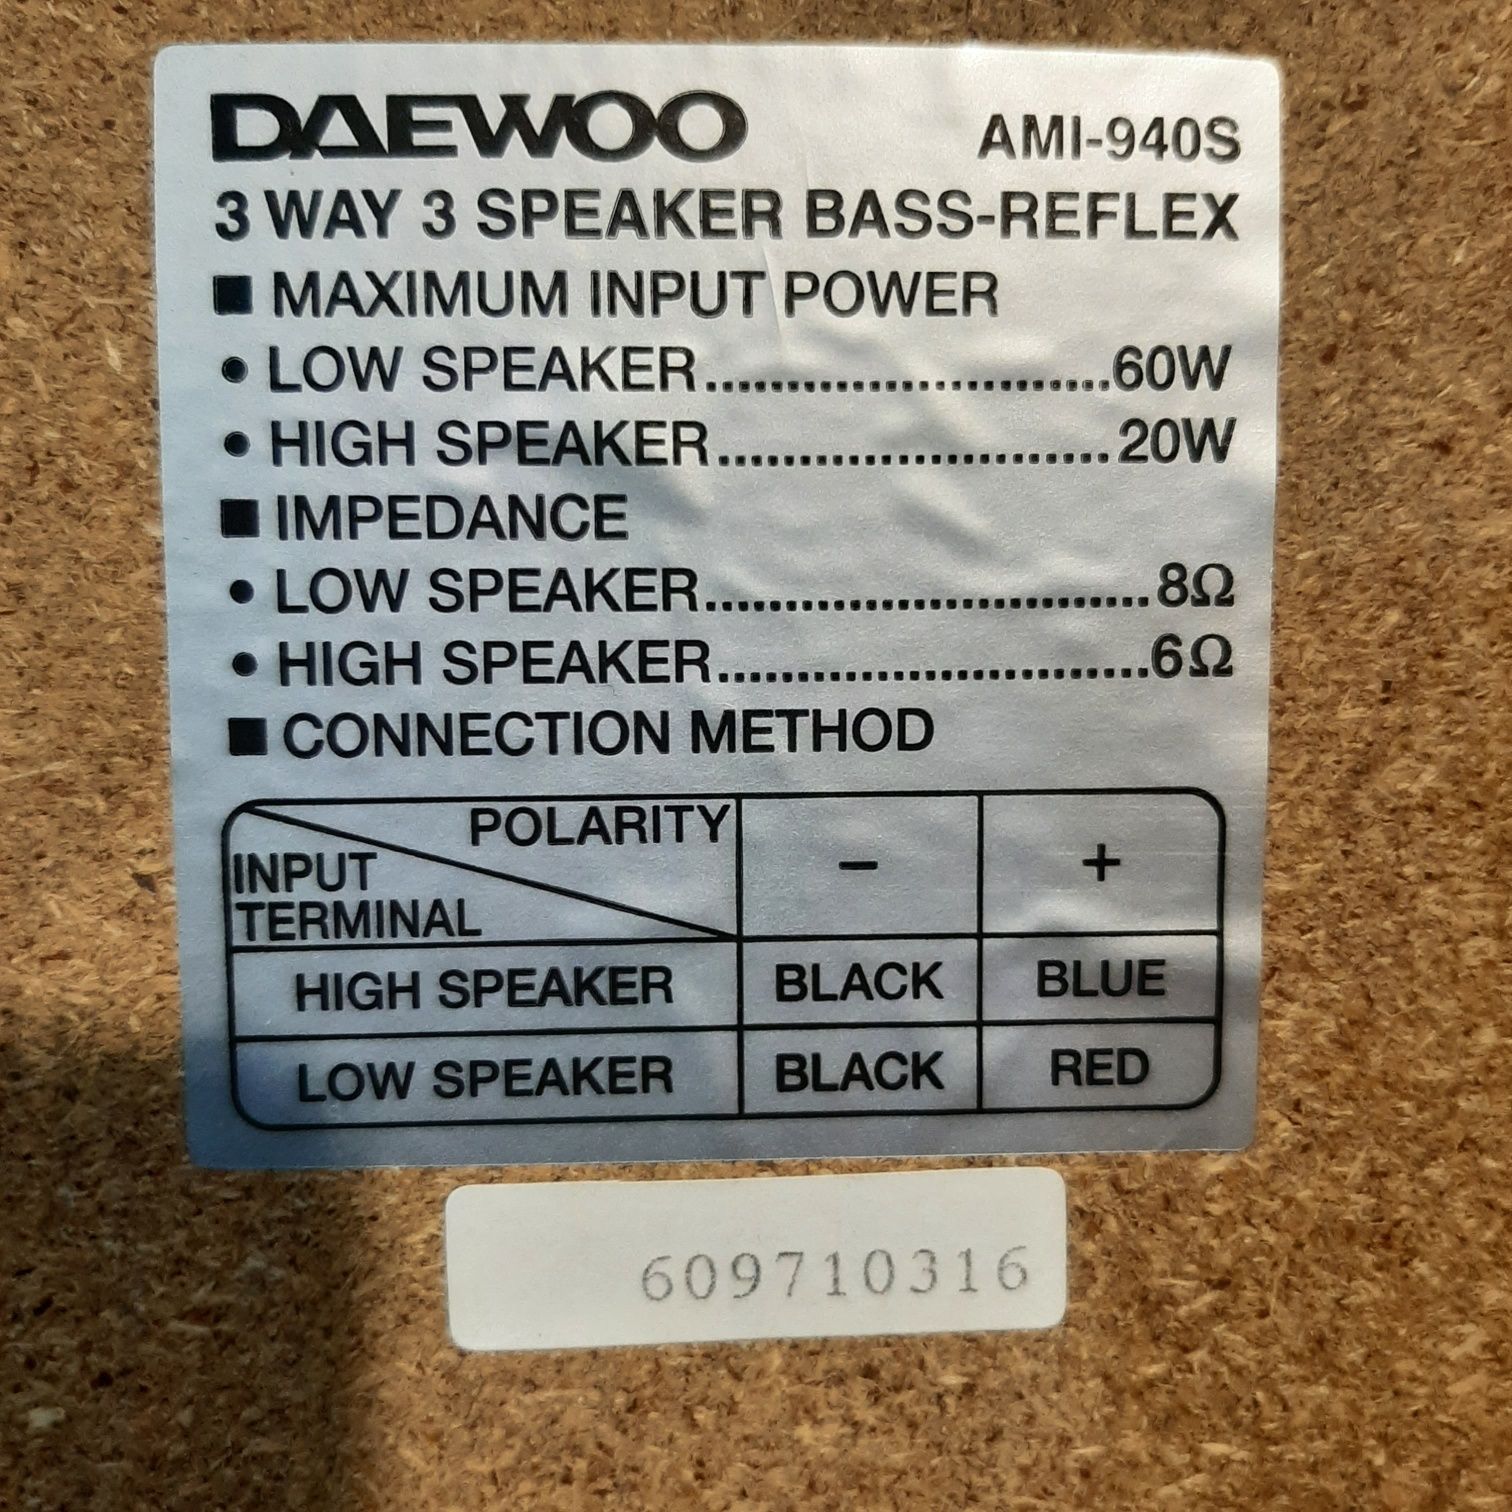 DAEWOO AMI-940S
3 WAY 3 SPEAKER BASS-REFLEX
■ MAXIMUM INPUT POWER
• LOW SPEAKER..........................60W
• HIGH SPEAKER.........................20W
■ IMPEDANCE
• LOW SPEAKER............................8Ω
• HIGH SPEAKER...........................6Ω
■ CONNECTION METHOD
POLARITY − +
INPUT
TERMINAL
HIGH SPEAKER BLACK BLUE
LOW SPEAKER BLACK RED
609710316